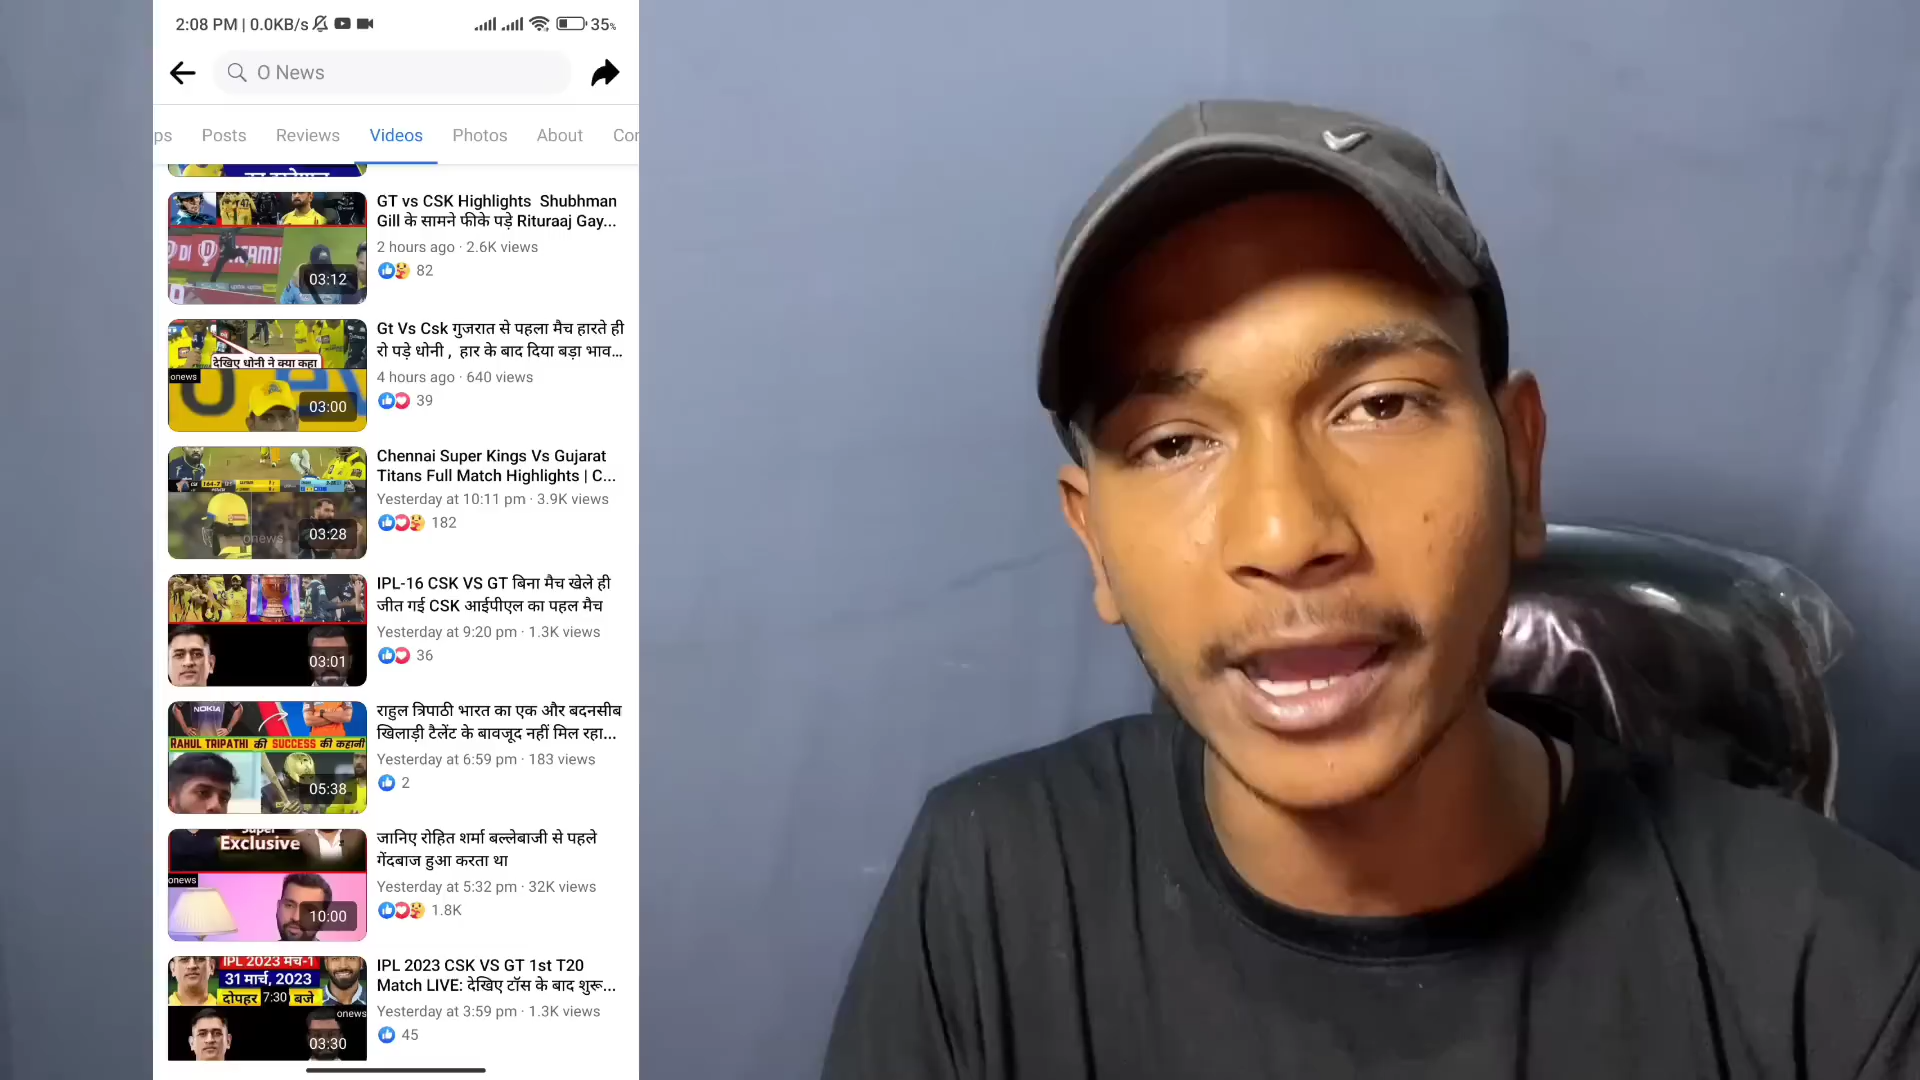 2:08 PM | 0.0KB/s
35%
O News
ps Posts Reviews Videos Photos About Cor
GT vs CSK Highlights Shubhman
Gill के सामने फीके पड़े Rituraaj Gay...
2 hours ago · 2.6K views
82
03:12
Gt Vs Csk गुजरात से पहला मैच हारते ही
रो पड़े धोनी , हार के बाद दिया बड़ा भाव...
4 hours ago · 640 views
39
देखिए धोनी ने क्या कहा
onews
03:00
Chennai Super Kings Vs Gujarat
Titans Full Match Highlights | C...
Yesterday at 10:11 pm · 3.9K views
182
onews
03:28
IPL-16 CSK VS GT बिना मैच खेले ही
जीत गई CSK आईपीएल का पहल मैच
Yesterday at 9:20 pm · 1.3K views
36
03:01
राहुल त्रिपाठी भारत का एक और बदनसीब
खिलाड़ी टैलेंट के बावजूद नहीं मिल रहा...
Yesterday at 6:59 pm · 183 views
2
NOKIA
RAHUL TRIPATHI की SUCCESS की कहानी
05:38
जानिए रोहित शर्मा बल्लेबाजी से पहले
गेंदबाज हुआ करता था
Yesterday at 5:32 pm · 32K views
1.8K
Super
Exclusive
onews
10:00
IPL 2023 CSK VS GT 1st T20
Match LIVE: देखिए टॉस के बाद शुरू...
Yesterday at 3:59 pm · 1.3K views
45
IPL 2023 मैच-1
31 मार्च, 2023
दोपहर 7:30 बजे
onews
03:30